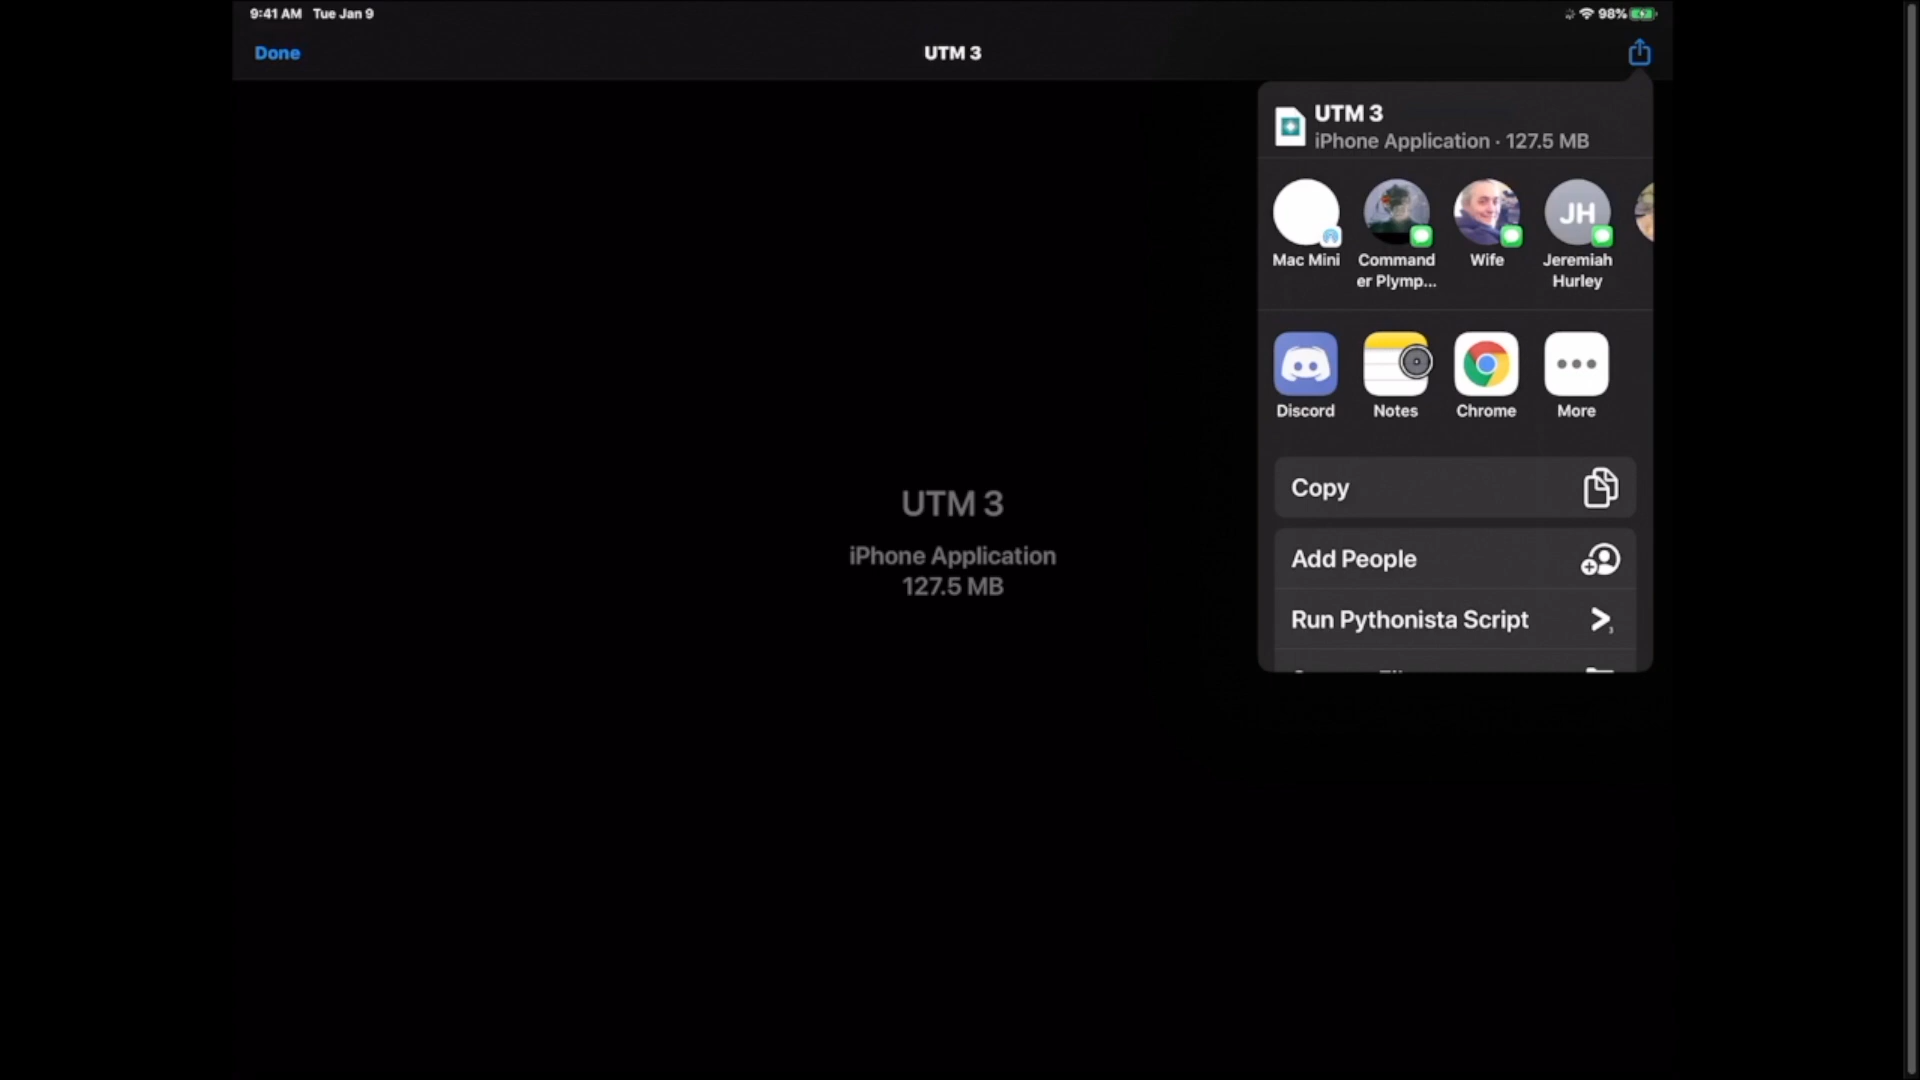 9:41 AM Tue Jan 9
98%
Done
UTM 3
UTM 3
iPhone Application · 127.5 MB
JH
Mac Mini
Command
er Plymp...
Wife
Jeremiah
Hurley
Discord
Notes
Chrome
More
Copy
Add People
Run Pythonista Script
UTM 3
iPhone Application
127.5 MB